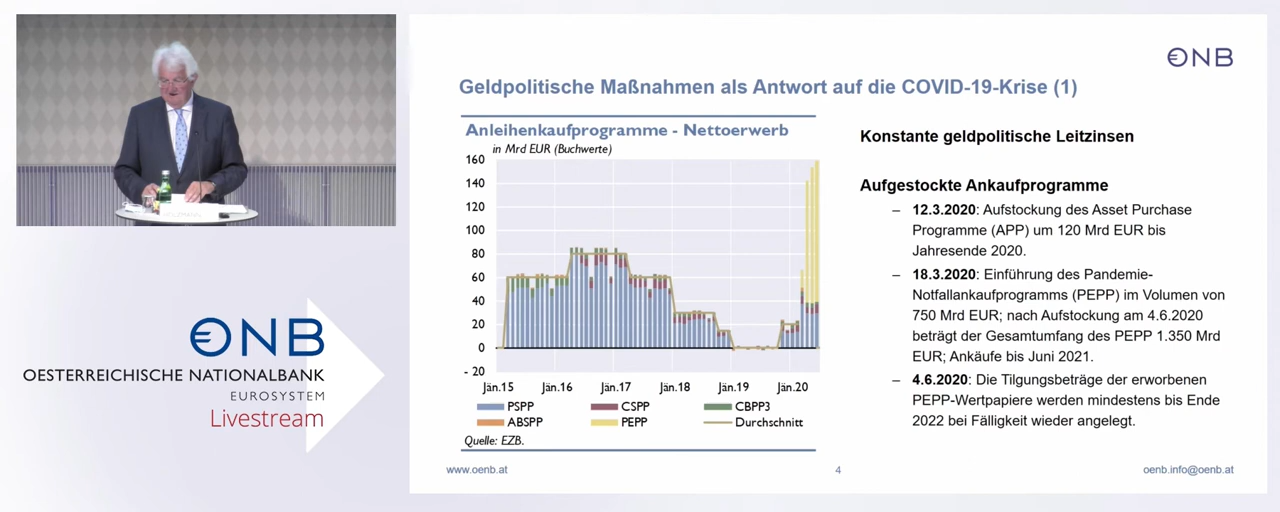 HOLZMANN
€NB
OESTERREICHISCHE NATIONALBANK
EUROSYSTEM
Livestream
€NB
Geldpolitische Maßnahmen als Antwort auf die COVID-19-Krise (1)
Anleihenkaufprogramme - Nettoerwerb
in Mrd EUR (Buchwerte)
160
140
120
100
80
60
40
20
0
- 20
Jän.15 Jän.16 Jän.17 Jän.18 Jän.19 Jän.20
PSPP CSPP CBPP3
ABSPP PEPP Durchschnitt
Quelle: EZB.
Konstante geldpolitische Leitzinsen
Aufgestockte Ankaufprogramme
– 12.3.2020: Aufstockung des Asset Purchase
Programme (APP) um 120 Mrd EUR bis
Jahresende 2020.
– 18.3.2020: Einführung des Pandemie-
Notfallankaufprogramms (PEPP) im Volumen von
750 Mrd EUR; nach Aufstockung am 4.6.2020
beträgt der Gesamtumfang des PEPP 1.350 Mrd
EUR; Ankäufe bis Juni 2021.
– 4.6.2020: Die Tilgungsbeträge der erworbenen
PEPP-Wertpapiere werden mindestens bis Ende
2022 bei Fälligkeit wieder angelegt.
www.oenb.at 4 oenb.info@oenb.at